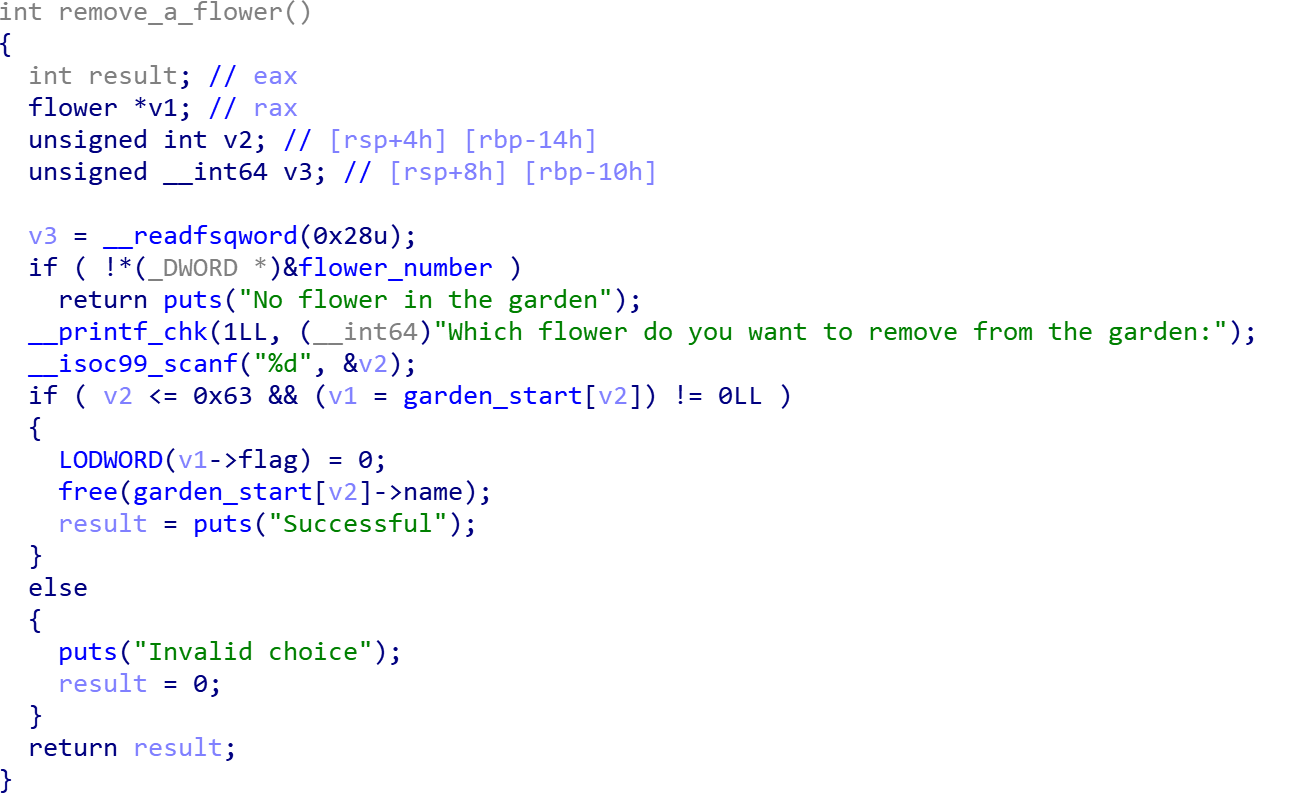 int remove_a_flower()
{
  int result; // eax
  flower *v1; // rax
  unsigned int v2; // [rsp+4h] [rbp-14h]
  unsigned __int64 v3; // [rsp+8h] [rbp-10h]

  v3 = __readfsqword(0x28u);
  if ( !*(_DWORD *)&flower_number )
    return puts("No flower in the garden");
  __printf_chk(1LL, (__int64)"Which flower do you want to remove from the garden:");
  __isoc99_scanf("%d", &v2);
  if ( v2 <= 0x63 && (v1 = garden_start[v2]) != 0LL )
  {
    LODWORD(v1->flag) = 0;
    free(garden_start[v2]->name);
    result = puts("Successful");
  }
  else
  {
    puts("Invalid choice");
    result = 0;
  }
  return result;
}